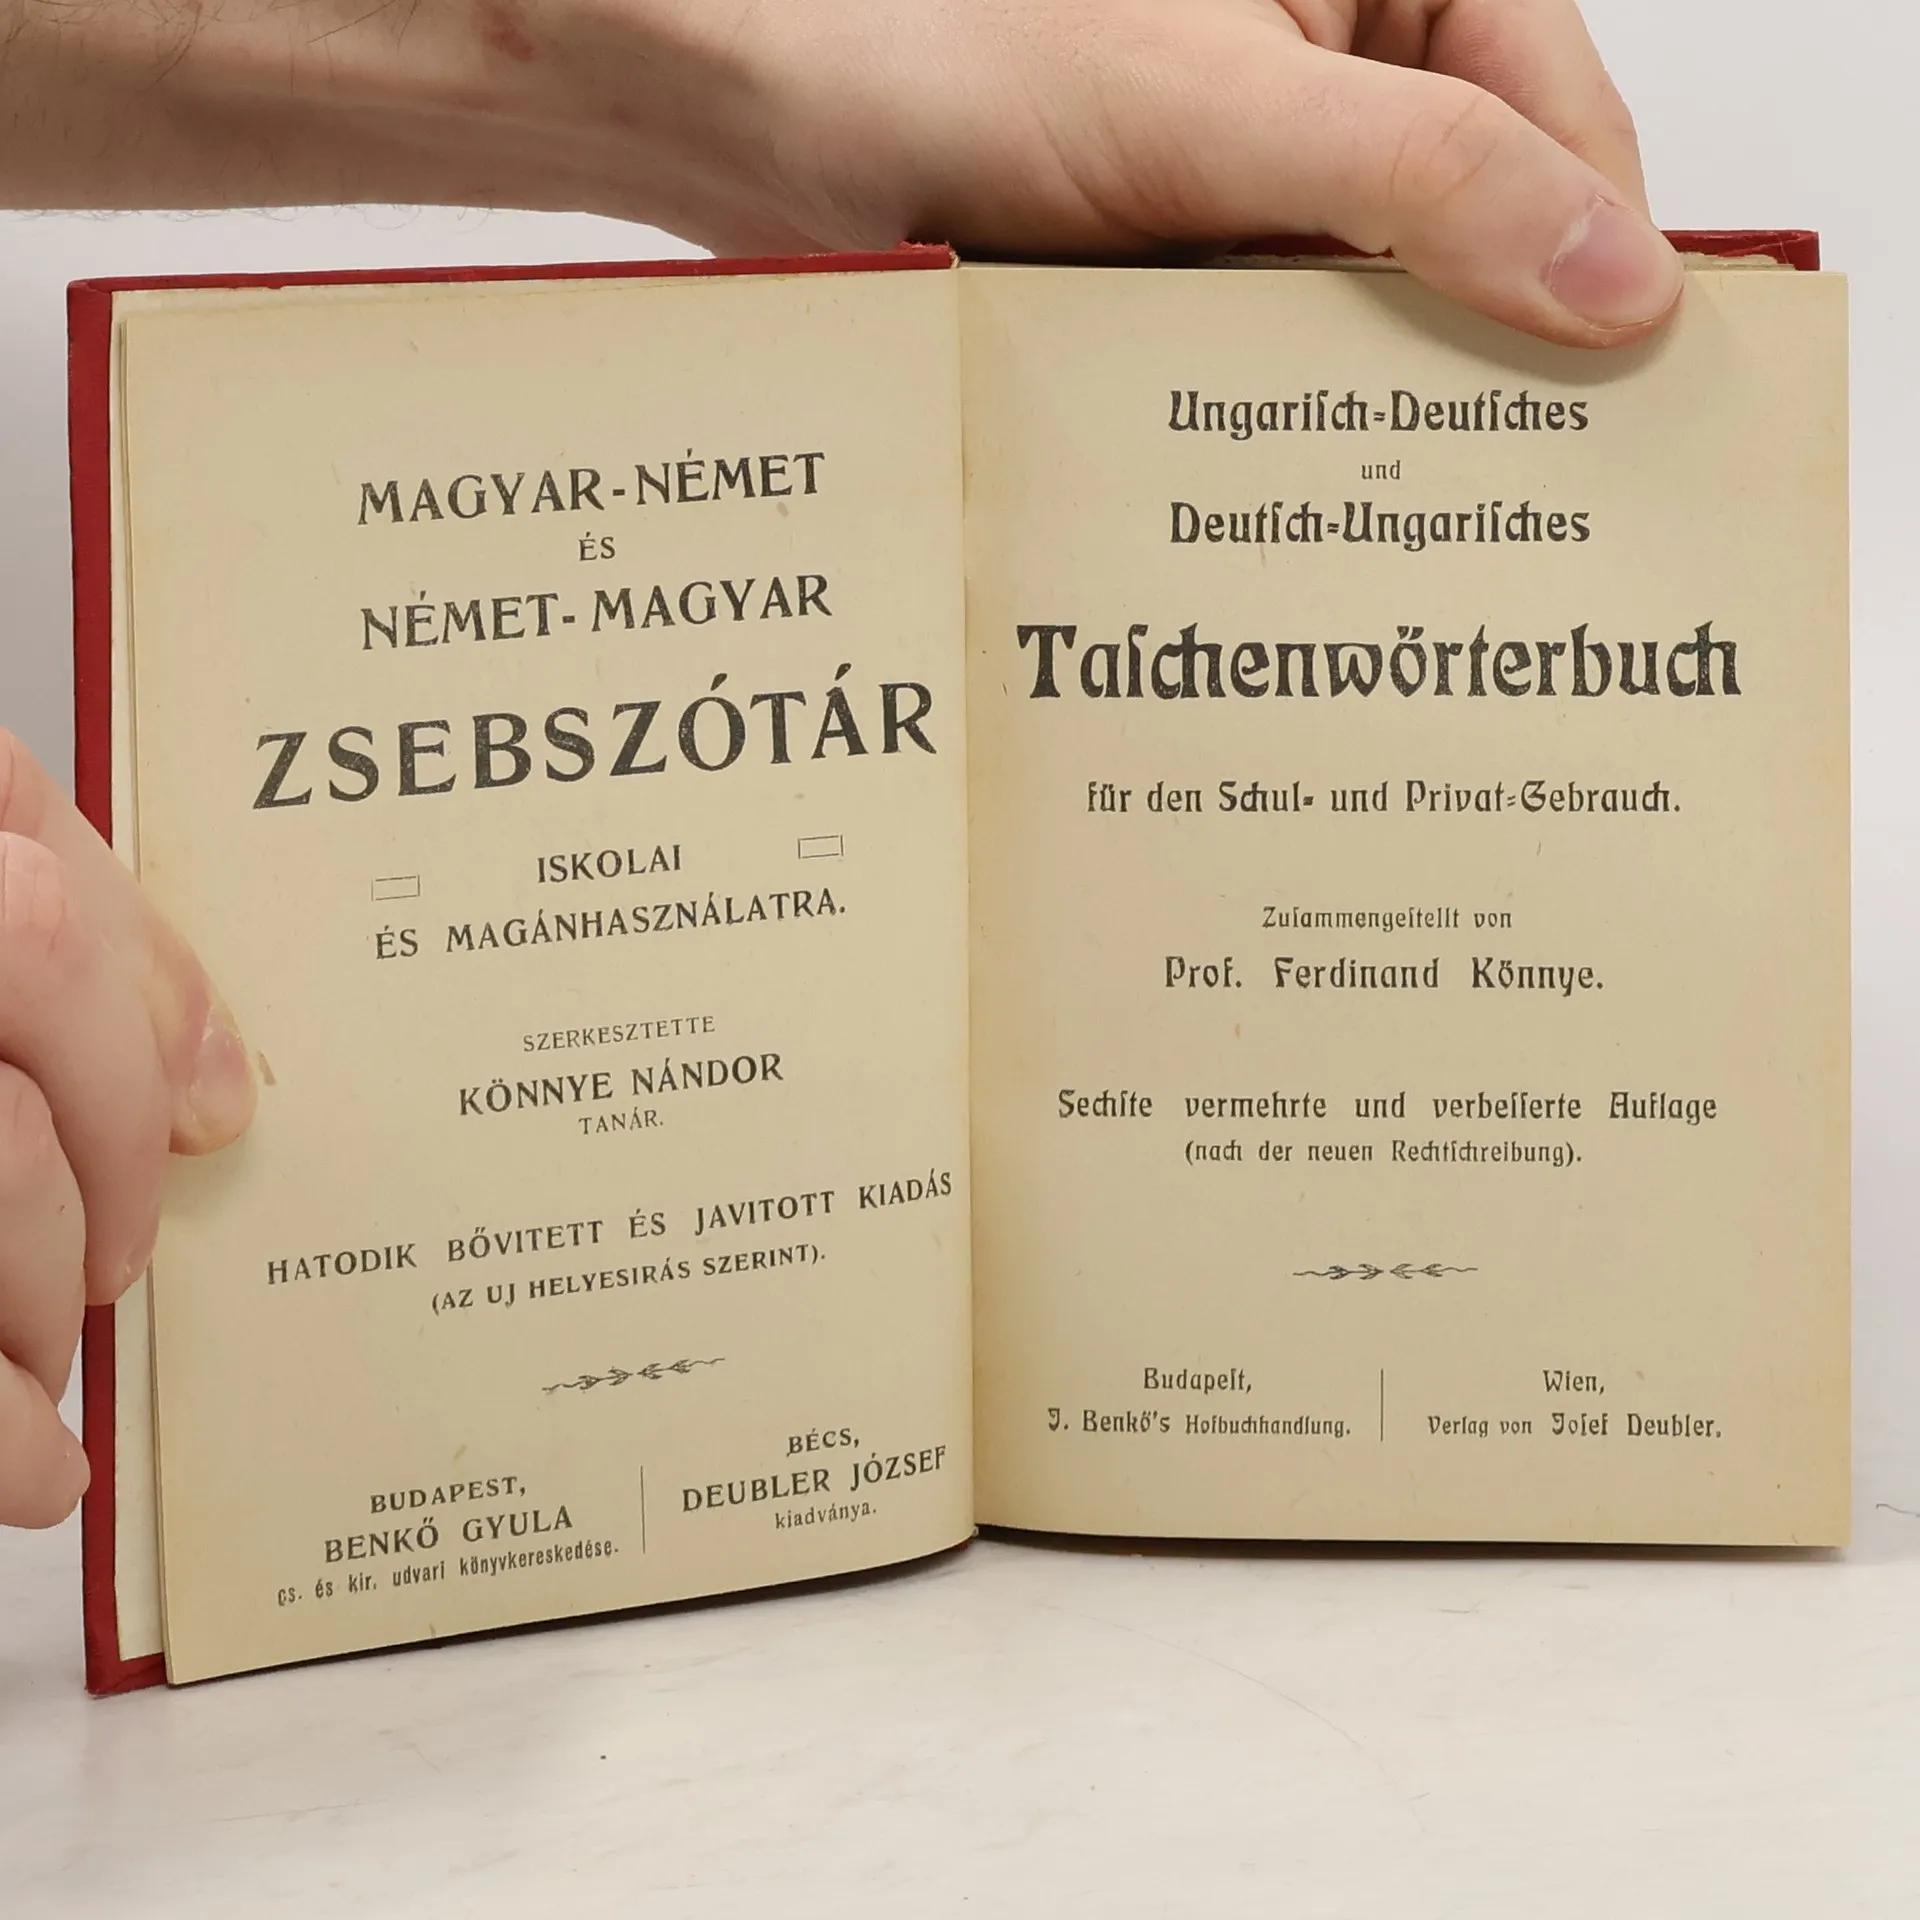 MAGYAR-NÉMET
ÉS
NÉMET-MAGYAR
ZSEBSZÓTÁR
ISKOLAI
ÉS MAGÁNHASZNÁLATRA.
SZERKESZTETTE
KÖNNYE NÁNDOR
TANÁR.
HATODIK BŐVITETT ÉS JAVITOTT KIADÁS
(AZ UJ HELYESIRÁS SZERINT).
BUDAPEST,
BENKŐ GYULA
cs. és kir. udvari könyvkereskedése.
BÉCS,
DEUBLER JÓZSEF
kiadványa.
Ungariſch-Deutſches
und
Deutſch-Ungariſches
Taſchenwörterbuch
für den Schul- und Privat-Gebrauch.
Zuſammengeſtellt von
Prof. Ferdinand Könnye.
Sechſte vermehrte und verbeſſerte Auflage
(nach der neuen Rechtſchreibung).
Budapeſt,
J. Benkő's Hofbuchhandlung.
Wien,
Verlag von Joſef Deubler.